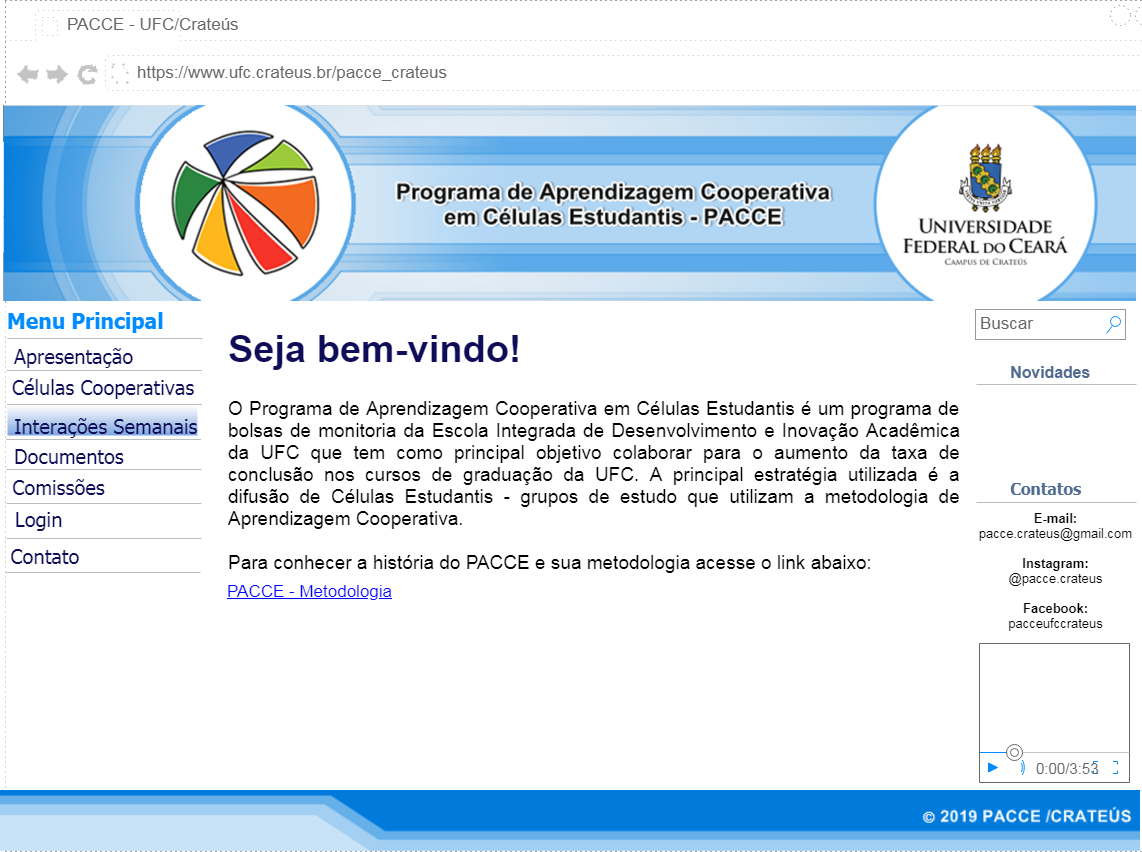 PACCE - UFC/Crateús
https://www.ufc.crateus.br/pacce_crateus
Programa de Aprendizagem Cooperativa
em Células Estudantis - PACCE
UNIVERSIDADE
FEDERAL DO CEARÁ
CAMPUS DE CRATEÚS
Menu Principal
Apresentação
Células Cooperativas
Interações Semanais
Documentos
Comissões
Login
Contato
Seja bem-vindo!
O Programa de Aprendizagem Cooperativa em Células Estudantis é um programa de
bolsas de monitoria da Escola Integrada de Desenvolvimento e Inovação Acadêmica
da UFC que tem como principal objetivo colaborar para o aumento da taxa de
conclusão nos cursos de graduação da UFC. A principal estratégia utilizada é a
difusão de Células Estudantis - grupos de estudo que utilizam a metodologia de
Aprendizagem Cooperativa.
Para conhecer a história do PACCE e sua metodologia acesse o link abaixo:
PACCE - Metodologia
Buscar
Novidades
Contatos
E-mail:
pacce.crateus@gmail.com
Instagram:
@pacce.crateus
Facebook:
pacceufccrateus
0:00/3:53
© 2019 PACCE /CRATEÚS